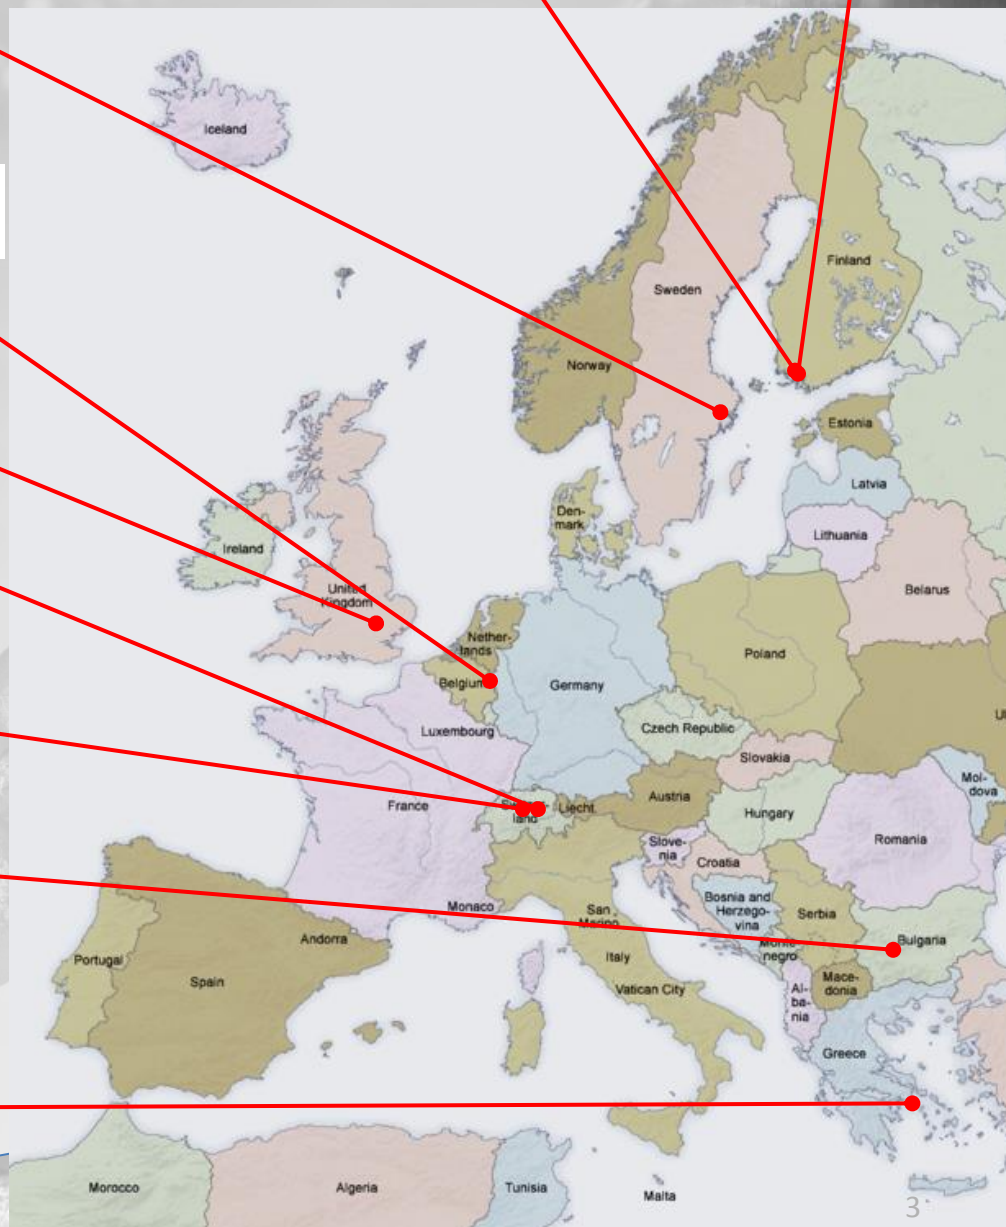 Iceland
Finland
Sweden
Norway
Estonia
Latvia
Den-
mark
Lithuania
Ireland
United
Kingdom
Belarus
Nether-
lands
Poland
Belgium
Germany
Luxembourg
Czech Republic
Slovakia
Mol-
dova
Austria
France
Liecht.
land
Hungary
Romania
Slove-
nia
Croatia
Bosnia and
Herzego-
vina
Monaco
San
Marino
Serbia
Andorra
Bulgaria
Monte
negro
Italy
Portugal
Spain
Vatican City
Mace-
donia
Al-
ba-
nia
Greece
Morocco
Algeria
Tunisia
Malta
3